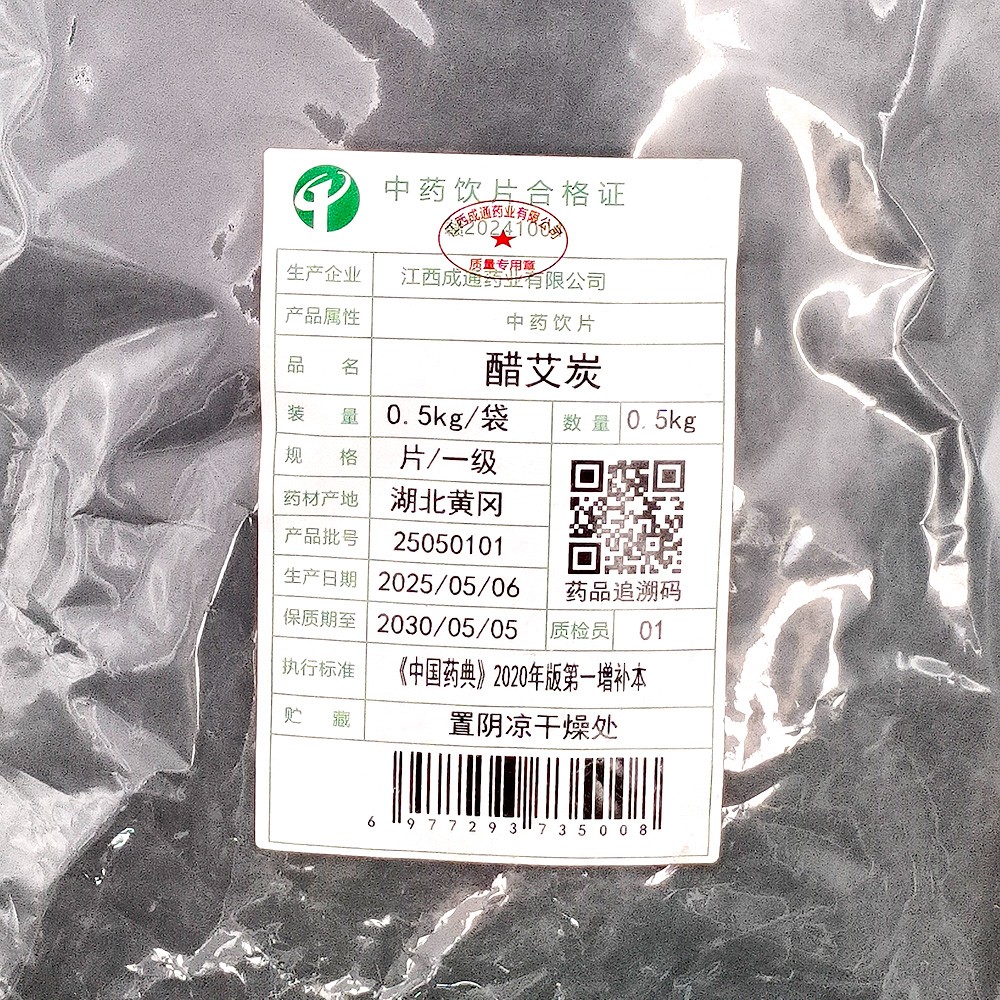 中药饮片合格证
江西成通药业有限公司
质量专用章
生产企业 江西成通药业有限公司
产品属性 中药饮片
品名 醋艾炭
装量 0.5kg/袋 数量 0.5kg
规格 片/一级
药材产地 湖北黄冈
产品批号 25050101
药品追溯码
生产日期 2025/05/06
保质期至 2030/05/05 质检员 01
执行标准 《中国药典》2020年版第一增补本
贮藏 置阴凉干燥处
6 977293 735008